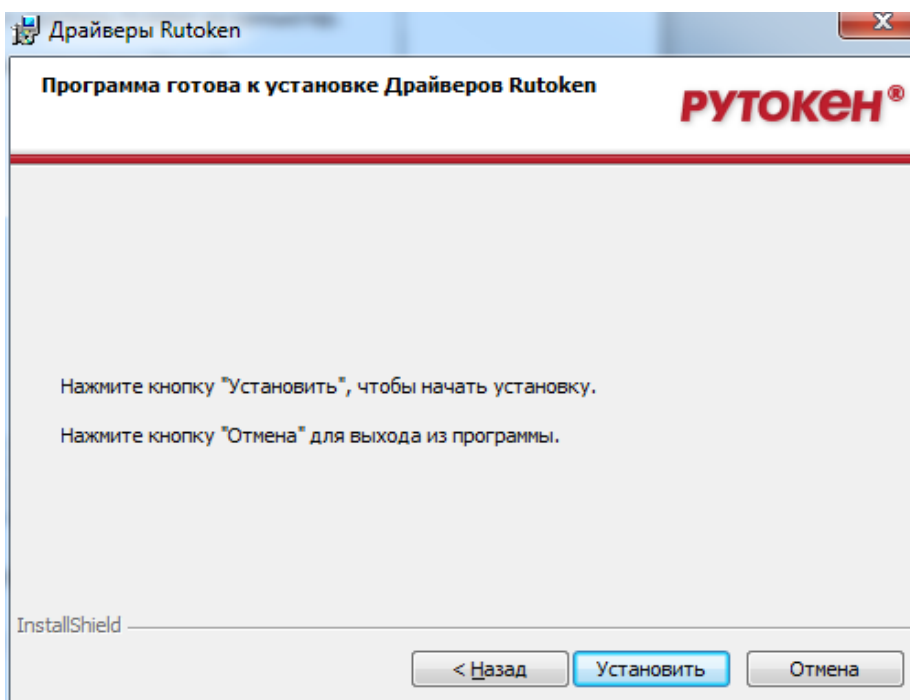 Драйверы Rutoken
Программа готова к установке Драйверов Rutoken
РУТОКЕН®
Нажмите кнопку "Установить", чтобы начать установку.
Нажмите кнопку "Отмена" для выхода из программы.
InstallShield
< Назад
Установить
Отмена